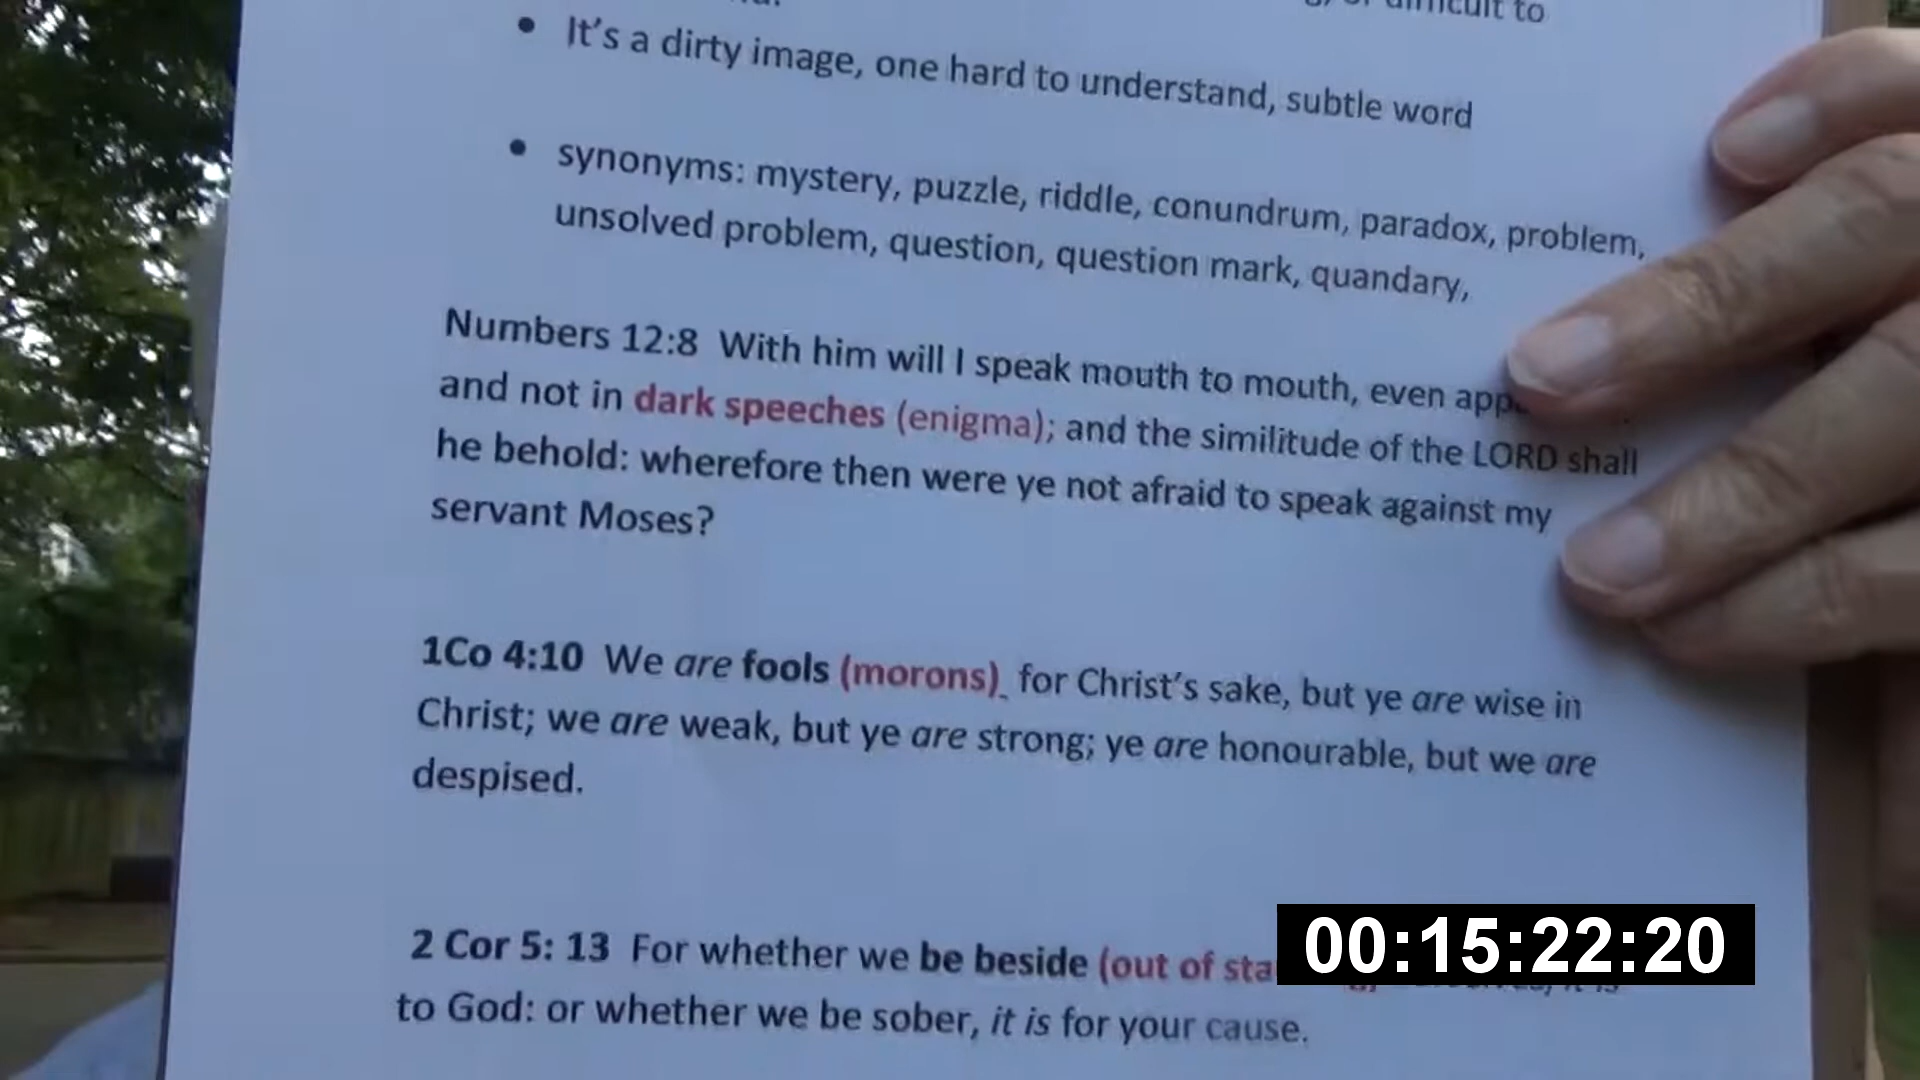 difficult to
• It's a dirty image, one hard to understand, subtle word
• synonyms: mystery, puzzle, riddle, conundrum, paradox, problem,
unsolved problem, question, question mark, quandary,
Numbers 12:8 With him will I speak mouth to mouth, even
and not in dark speeches (enigma); and the similitude of the LORD shall
he behold: wherefore then were ye not afraid to speak against my
servant Moses?
1Co 4:10 We are fools (morons) for Christ's sake, but ye are wise in
Christ; we are weak, but ye are strong; ye are honourable, but we are
despised.
2 Cor 5: 13 For whether we be beside (out of
to God: or whether we be sober, it is for your cause.
00:15:22:20